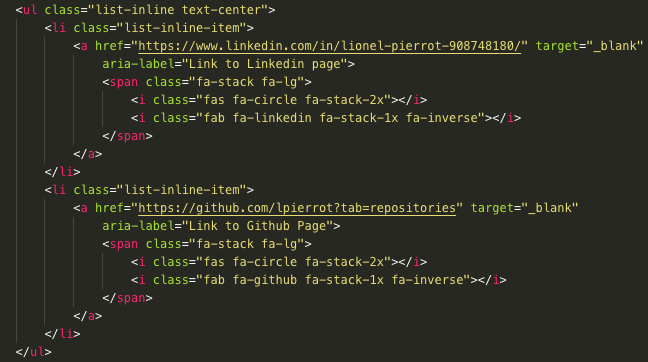 <ul class="list-inline text-center">
    <li class="list-inline-item">
        <a href="https://www.linkedin.com/in/lionel-pierrot-908748180/" target="_blank"
            aria-label="Link to Linkedin page">
            <span class="fa-stack fa-lg">
                <i class="fas fa-circle fa-stack-2x"></i>
                <i class="fab fa-linkedin fa-stack-1x fa-inverse"></i>
            </span>
        </a>
    </li>
    <li class="list-inline-item">
        <a href="https://github.com/lpierrot?tab=repositories" target="_blank"
            aria-label="Link to Github Page">
            <span class="fa-stack fa-lg">
                <i class="fas fa-circle fa-stack-2x"></i>
                <i class="fab fa-github fa-stack-1x fa-inverse"></i>
            </span>
        </a>
    </li>
</ul>